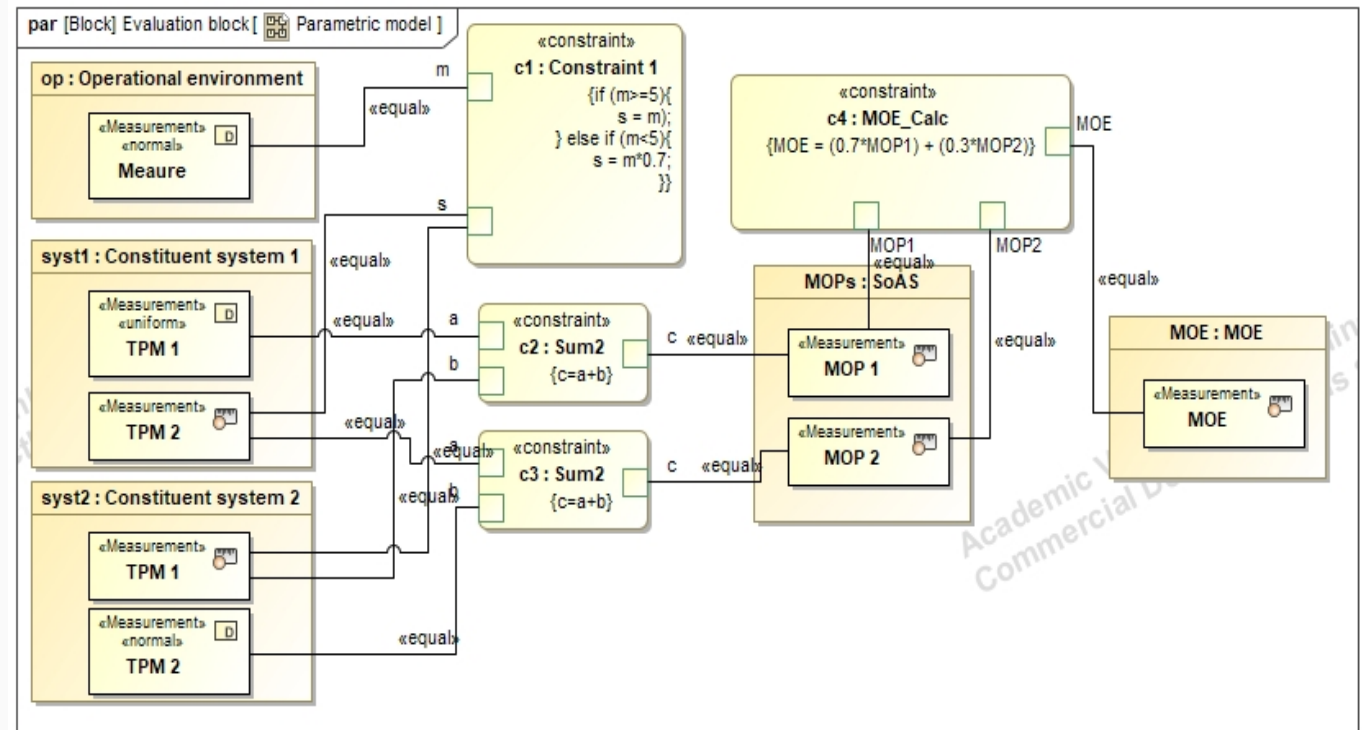 par [Block] Evaluation block [ Parametric model ]
op : Operational environment
«Measurement»
«normal»
Meaure
D
«equal»
m
«constraint»
c1 : Constraint 1
{if (m>=5){
s = m);
} else if (m<5){
s = m*0.7;
}}
s
«equal»
syst1 : Constituent system 1
«Measurement»
«uniform»
TPM 1
D
«Measurement»
TPM 2
«equal»
a
b
«constraint»
c2 : Sum2
{c=a+b}
c «equal»
«equal»
«equal»
a
«equal»
b
«constraint»
c3 : Sum2
{c=a+b}
c «equal»
syst2 : Constituent system 2
«Measurement»
TPM 1
«Measurement»
«normal»
TPM 2
D
«equal»
«constraint»
c4 : MOE_Calc
{MOE = (0.7*MOP1) + (0.3*MOP2)}
MOE
MOP1
«equal»
MOP2
MOPs : SoAS
«Measurement»
MOP 1
«Measurement»
MOP 2
«equal»
«equal»
MOE : MOE
«Measurement»
MOE
Academic V
Commercial D